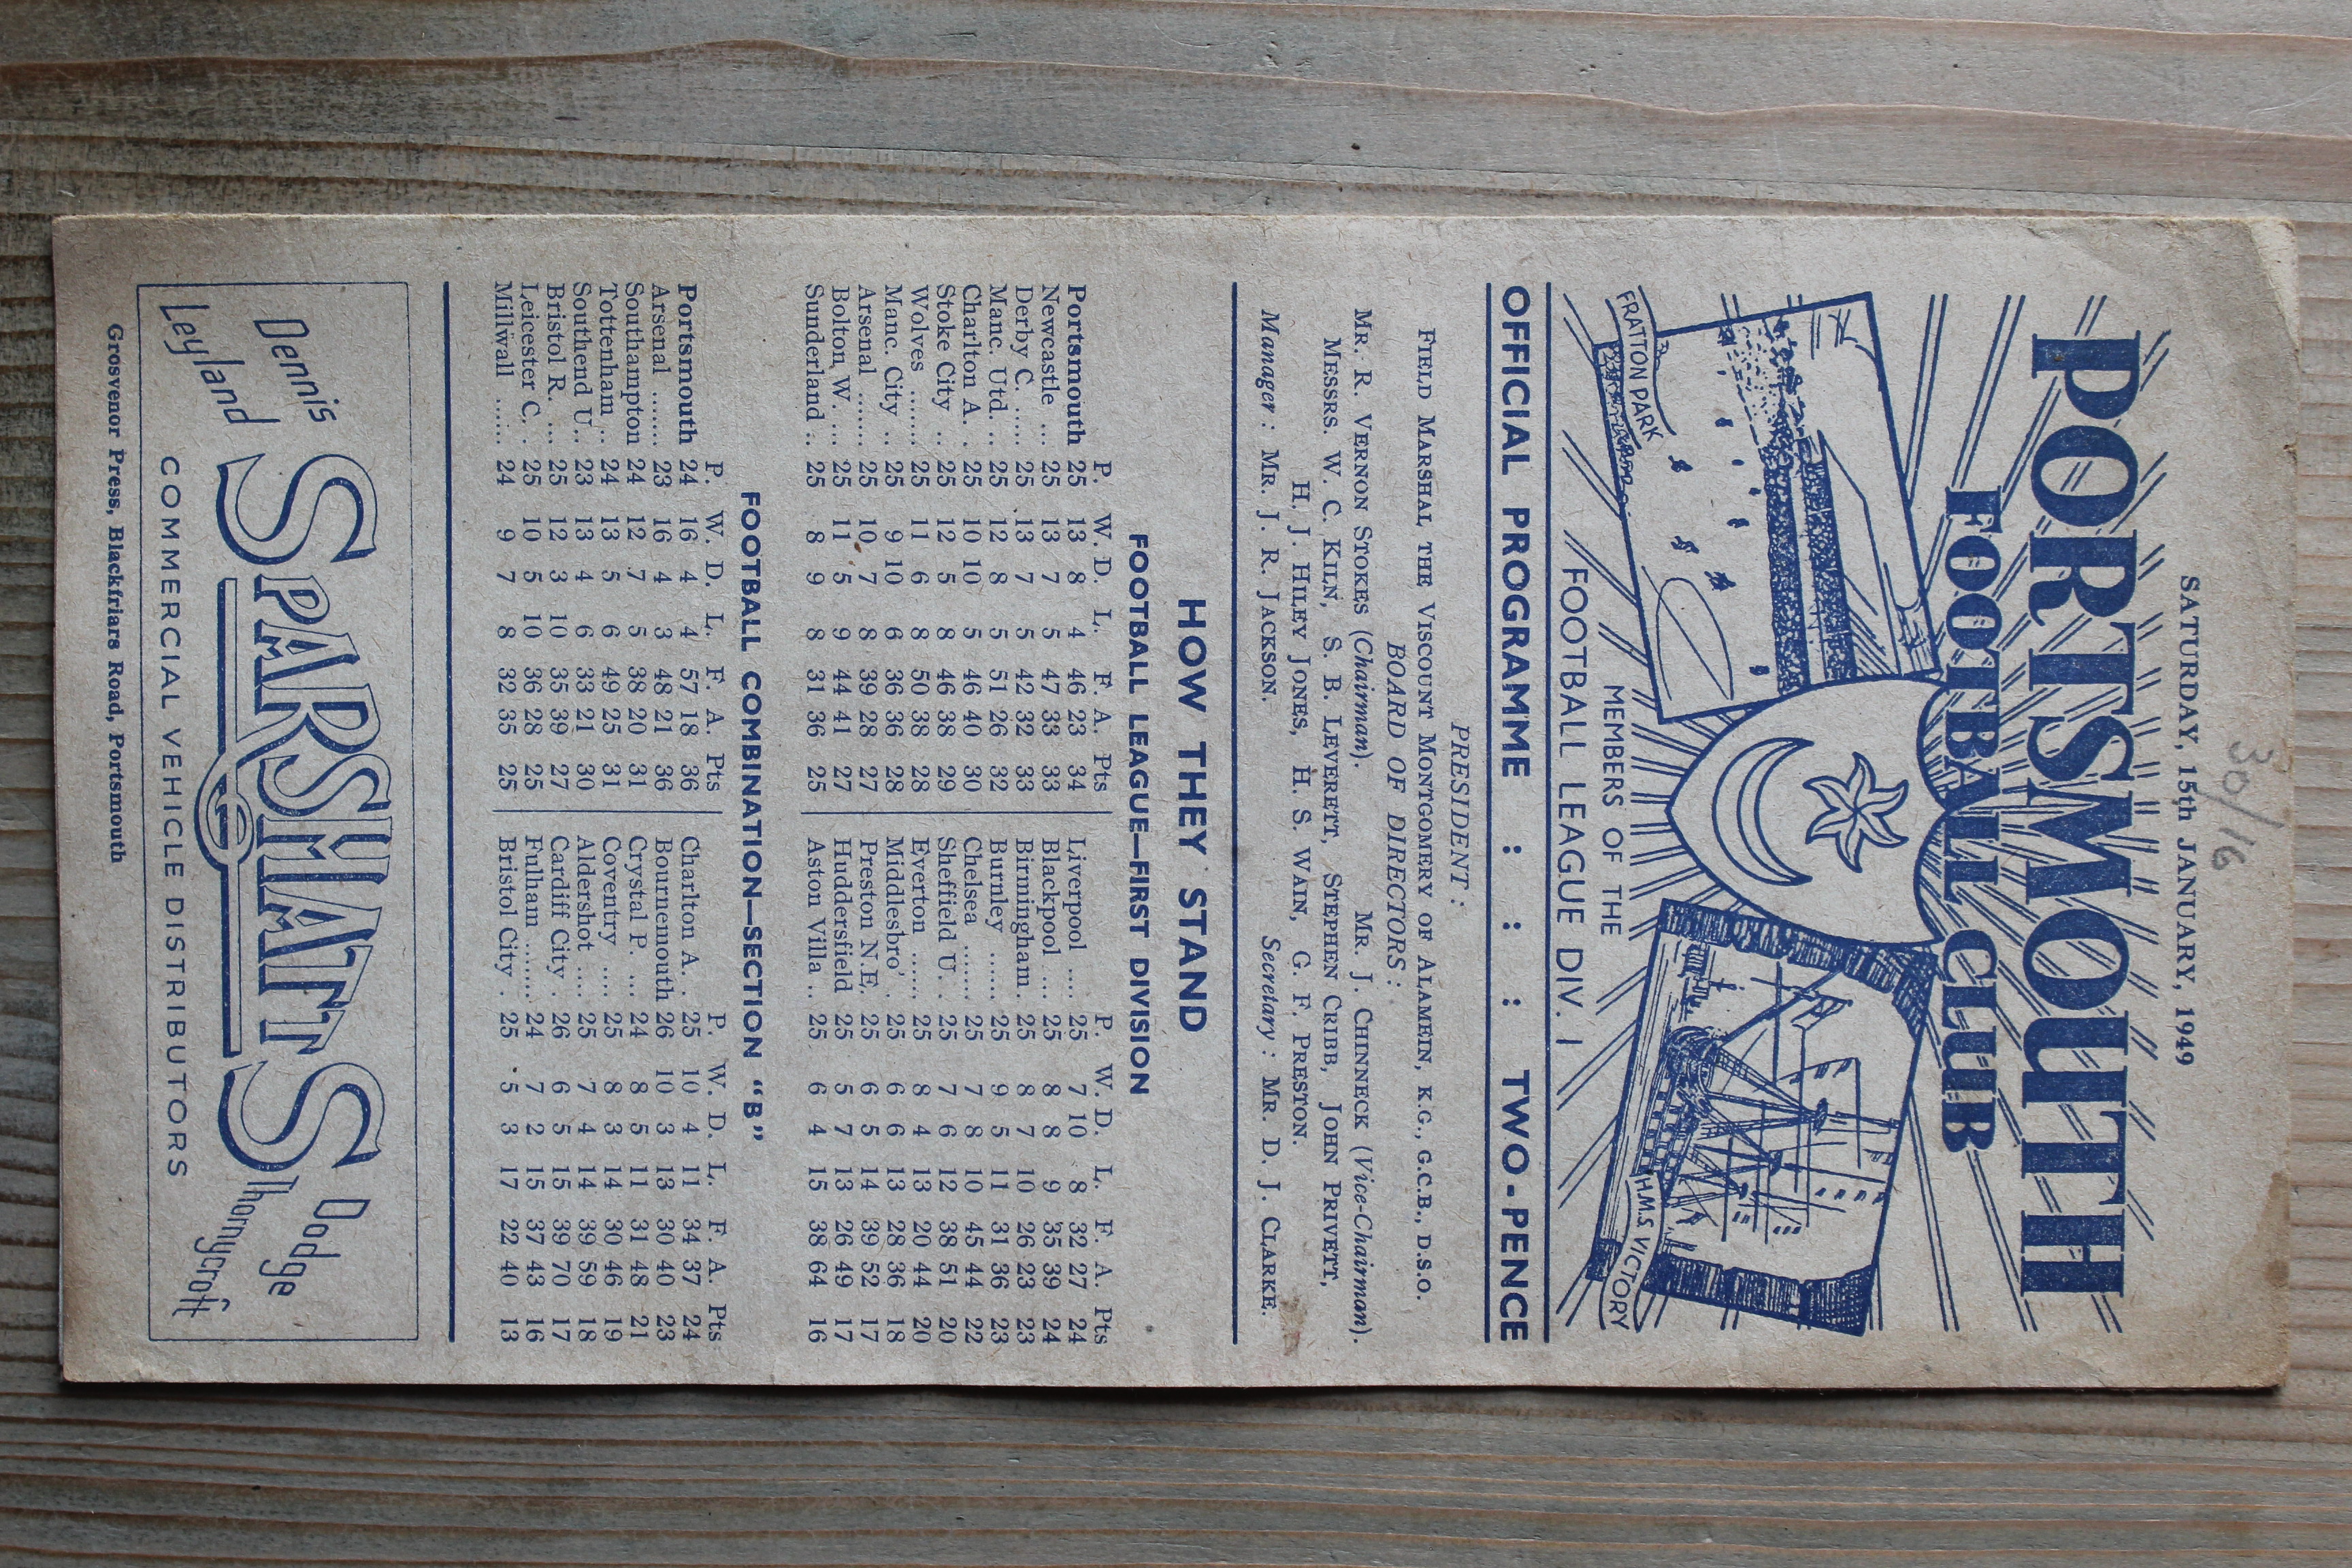 30/16
SATURDAY, 15th JANUARY, 1949
PORTSMOUTH
FOOTBALL CLUB
FRATTON PARK
H.M.S. VICTORY
MEMBERS OF THE
FOOTBALL LEAGUE DIV. 1
OFFICIAL PROGRAMME : : : TWO-PENCE
PRESIDENT :
FIELD MARSHAL THE VISCOUNT MONTGOMERY OF ALAMEIN, K.G., G.C.B., D.S.O.
BOARD OF DIRECTORS :
MR. R. VERNON STOKES (Chairman). MR. J. CHINNECK (Vice-Chairman).
MESSRS. W. C. KILN, S. B. LEVERETT, STEPHEN CRIBB, JOHN PRIVETT,
H. J. HILEY JONES, H. S. WAIN, G. F. PRESTON.
Manager : MR. J. R. JACKSON. Secretary : MR. D. J. CLARKE.
HOW THEY STAND
FOOTBALL LEAGUE—FIRST DIVISION
P. W. D. L. F. A. Pts P. W. D. L. F. A. Pts
Portsmouth 25 13 8 4 46 23 34 Liverpool .... 25 7 10 8 32 27 24
Newcastle ... 25 13 7 5 47 33 33 Blackpool ... 25 8 8 9 35 39 24
Derby C. ..... 25 13 7 5 42 32 33 Birmingham . 25 8 7 10 26 23 23
Manc. Utd. .. 25 12 8 5 51 26 32 Burnley ...... 25 9 5 11 31 36 23
Charlton A. . 25 10 10 5 46 40 30 Chelsea ....... 25 7 8 10 45 44 22
Stoke City .. 25 12 5 8 46 38 29 Sheffield U. . 25 7 6 12 38 51 20
Wolves ........ 25 11 6 8 50 38 28 Everton ...... 25 8 4 13 20 44 20
Manc. City .. 25 9 10 6 36 36 28 Middlesbro' . 25 6 6 13 28 36 18
Arsenal ........ 25 10 7 8 39 28 27 Preston N.E. 25 6 5 14 39 52 17
Bolton W. ... 25 11 5 9 44 41 27 Huddersfield 25 5 7 13 26 49 17
Sunderland .. 25 8 9 8 31 36 25 Aston Villa .. 25 6 4 15 38 64 16
FOOTBALL COMBINATION—SECTION "B"
P. W. D. L. F. A. Pts P. W. D. L. F. A. Pts
Portsmouth 24 16 4 4 57 18 36 Charlton A. . 25 10 4 11 34 37 24
Arsenal ....... 23 16 4 3 48 21 36 Bournemouth 26 10 3 13 30 40 23
Southampton 24 12 7 5 38 20 31 Crystal P. ... 24 8 5 11 31 48 21
Tottenham .. 24 13 5 6 49 25 31 Coventry .... 25 8 3 14 30 46 19
Southend U.. 23 13 4 6 33 21 30 Aldershot .... 25 7 4 14 39 59 18
Bristol R. ... 25 12 3 10 35 39 27 Cardiff City . 26 6 5 15 39 70 17
Leicester C. . 25 10 5 10 36 28 25 Fulham ....... 24 7 2 15 37 43 16
Millwall ...... 24 9 7 8 32 35 25 Bristol City . 25 5 3 17 22 40 13
Dennis SPARSHATTS Dodge
Leyland Thornycroft
COMMERCIAL VEHICLE DISTRIBUTORS
Grosvenor Press, Blackfriars Road, Portsmouth